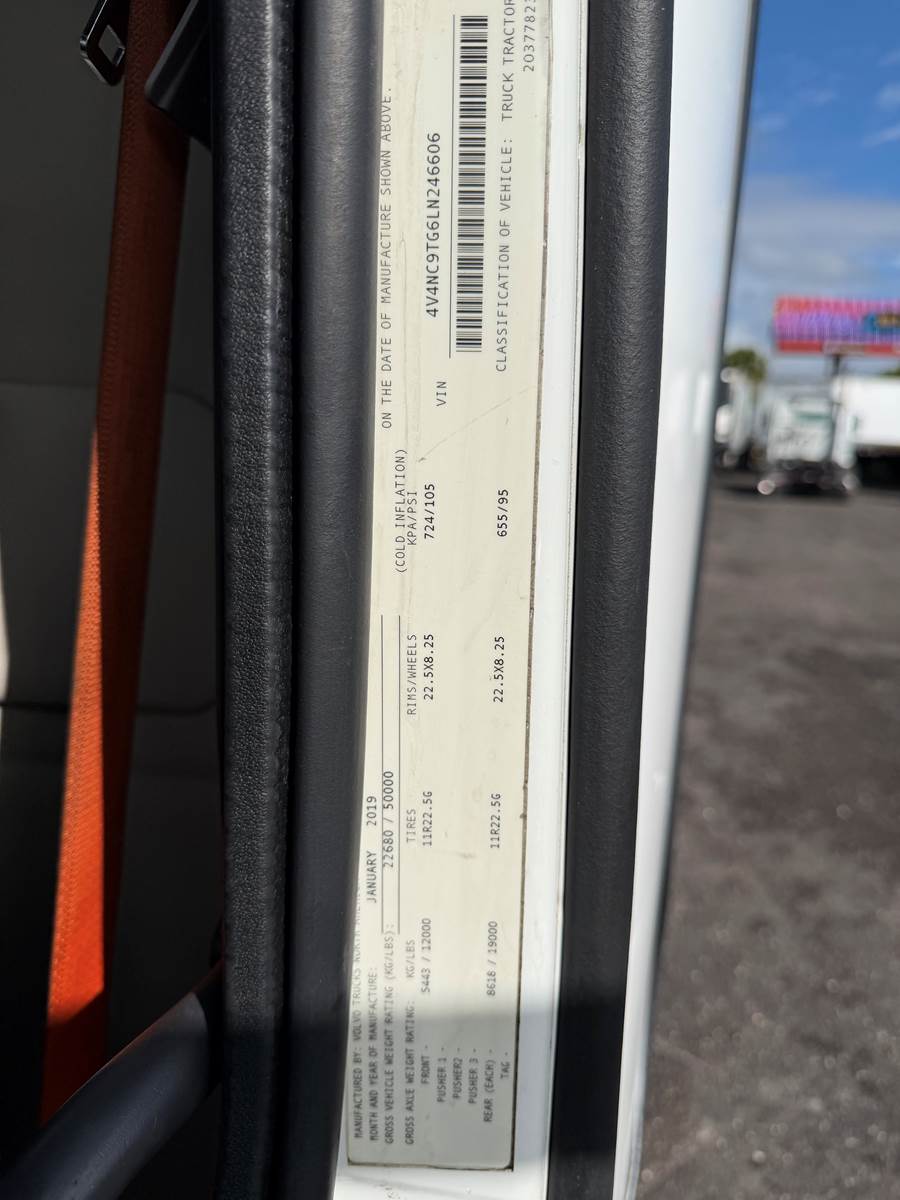 MANUFACTURED BY: VOLVO TRUCKS NORTH
MONTH AND YEAR OF MANUFACTURE: JANUARY 2019
GROSS VEHICLE WEIGHT RATING (KG/LBS): 22680 / 50000
ON THE DATE OF MANUFACTURE SHOWN ABOVE.
(COLD INFLATION)
GROSS AXLE WEIGHT RATING: KG/LBS TIRES RIMS/WHEELS KPA/PSI
FRONT - 5443 / 12000 11R22.5G 22.5X8.25 724/105 VIN 4V4NC9TG6LN246606
PUSHER 1 -
PUSHER2 -
PUSHER 3 -
REAR (EACH) - 8618 / 19000 11R22.5G 22.5X8.25 655/95 CLASSIFICATION OF VEHICLE: TRUCK TRACTOR
TAG -
2037782